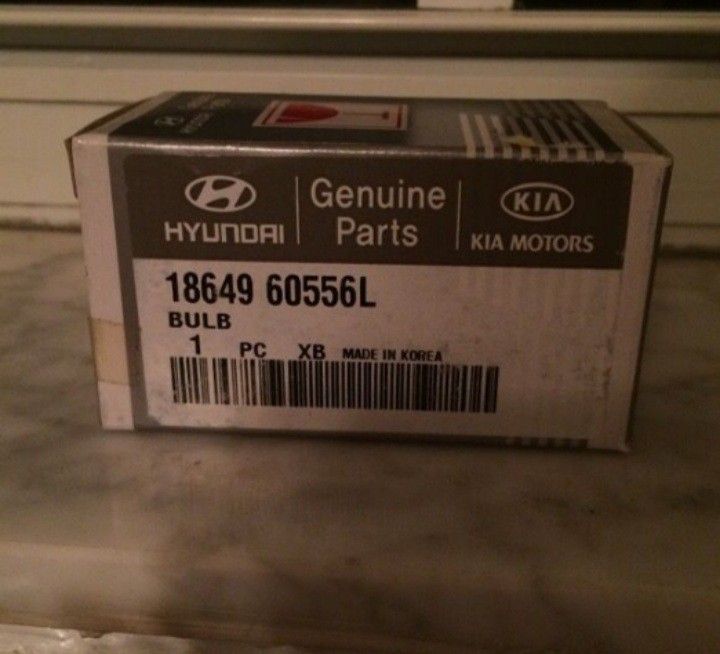 HYUNDAI
Genuine
Parts
KIA
KIA MOTORS
18649 60556L
BULB
1 PC XB MADE IN KOREA